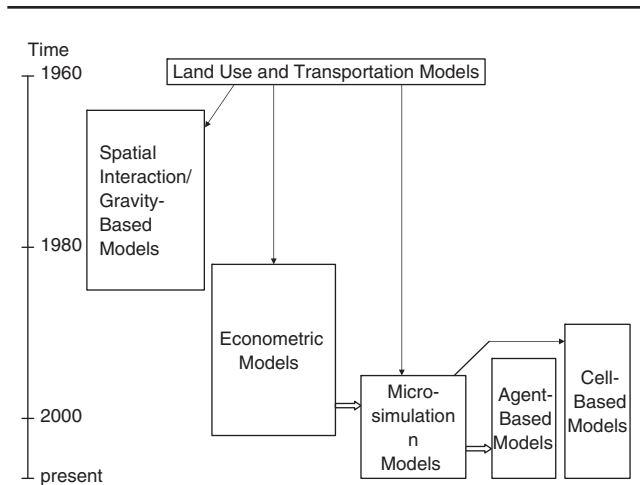 Time
1960
Land Use and Transportation Models
Spatial
Interaction/
Gravity-
Based
Models
1980
Econometric
Models
Micro-
simulation
n
Models
Agent-
Based
Models
Cell-
Based
Models
2000
present